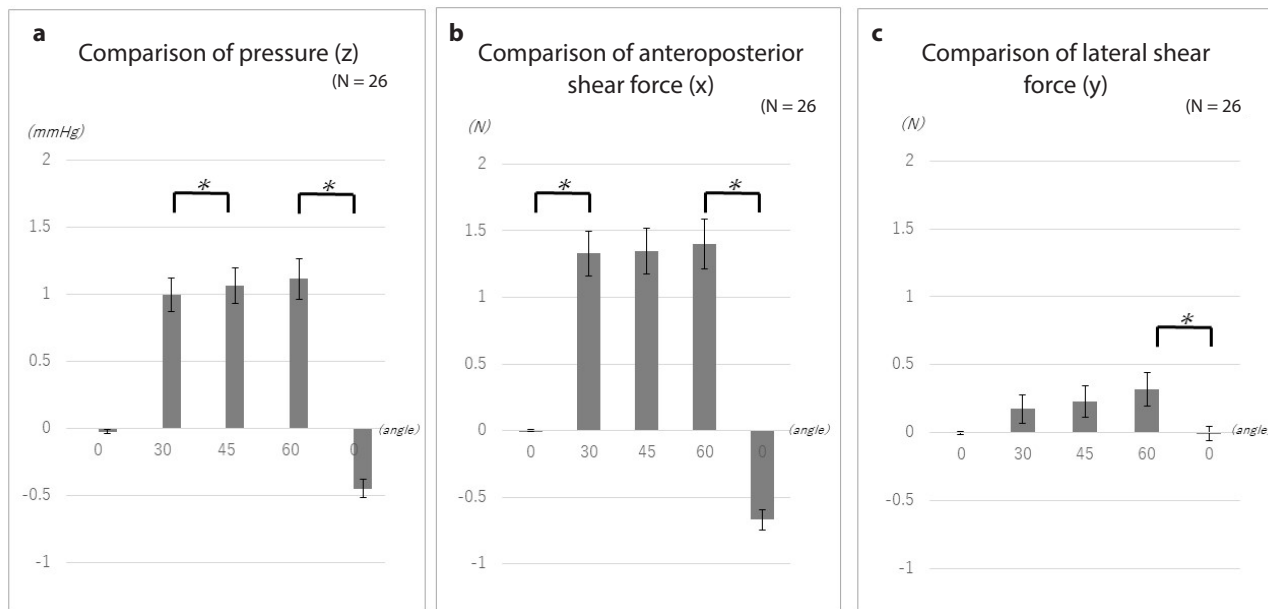 a
Comparison of pressure (z)
(N = 26
(mmHg)
2
*
*
1.5
1
0.5
0
(angle)
0 30 45 60 0
-0.5
-1
b
Comparison of anteroposterior
shear force (x)
(N = 26
(N)
2
*
*
1.5
1
0.5
0
(angle)
0 30 45 60 0
-0.5
-1
c
Comparison of lateral shear
force (y)
(N = 26
(N)
2
1.5
1
*
0.5
0
(angle)
0 30 45 60 0
-0.5
-1